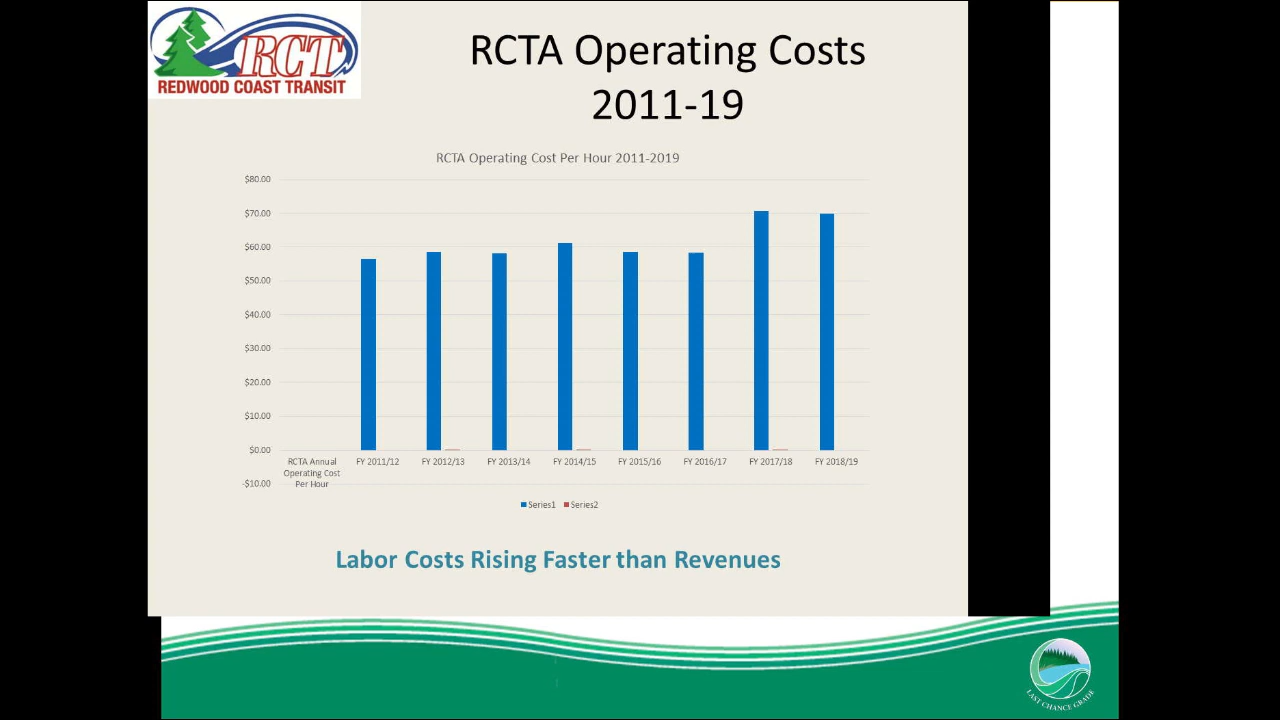 RCT
REDWOOD COAST TRANSIT
RCTA Operating Costs
2011-19
RCTA Operating Cost Per Hour 2011-2019
$80.00
$70.00
$60.00
$50.00
$40.00
$30.00
$20.00
$10.00
$0.00
-$10.00
RCTA Annual
Operating Cost
Per Hour
FY 2011/12
FY 2012/13
FY 2013/14
FY 2014/15
FY 2015/16
FY 2016/17
FY 2017/18
FY 2018/19
Series1
Series2
Labor Costs Rising Faster than Revenues
LAST CHANCE GRADE